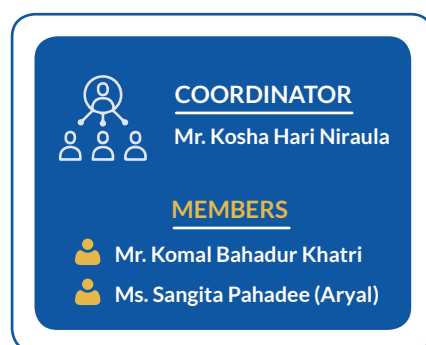 COORDINATOR
Mr. Kosha Hari Niraula
MEMBERS
Mr. Komal Bahadur Khatri
Ms. Sangita Pahadee (Aryal)